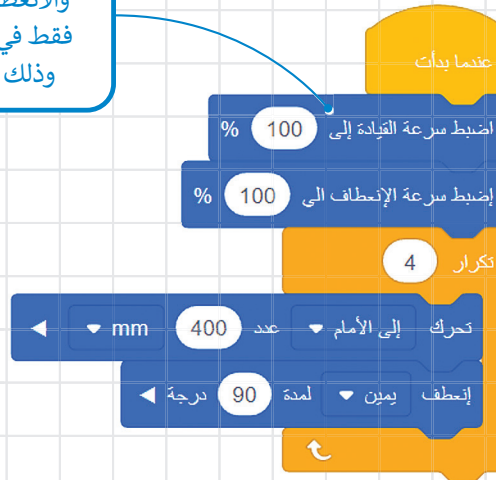 فقط في
وذلك
عندما بدأت
اضبط سرعة القيادة إلى 100 %
إضبط سرعة الإنعطاف الى 100 %
تكرار 4
تحرك إلى الأمام عدد 400 mm
إنعطف يمين لمدة 90 درجة